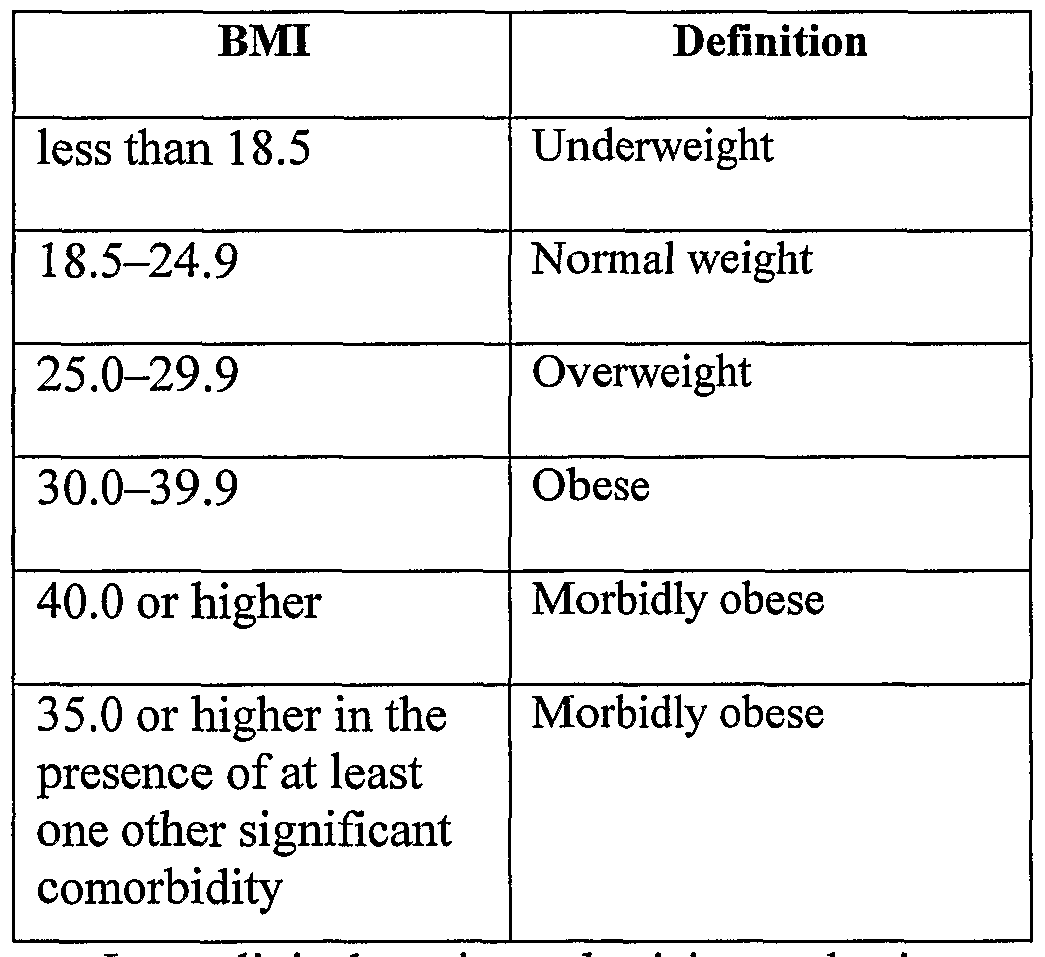 BMI Definition
less than 18.5 Underweight
18.5–24.9 Normal weight
25.0–29.9 Overweight
30.0–39.9 Obese
40.0 or higher Morbidly obese
35.0 or higher in the Morbidly obese
presence of at least
one other significant
comorbidity